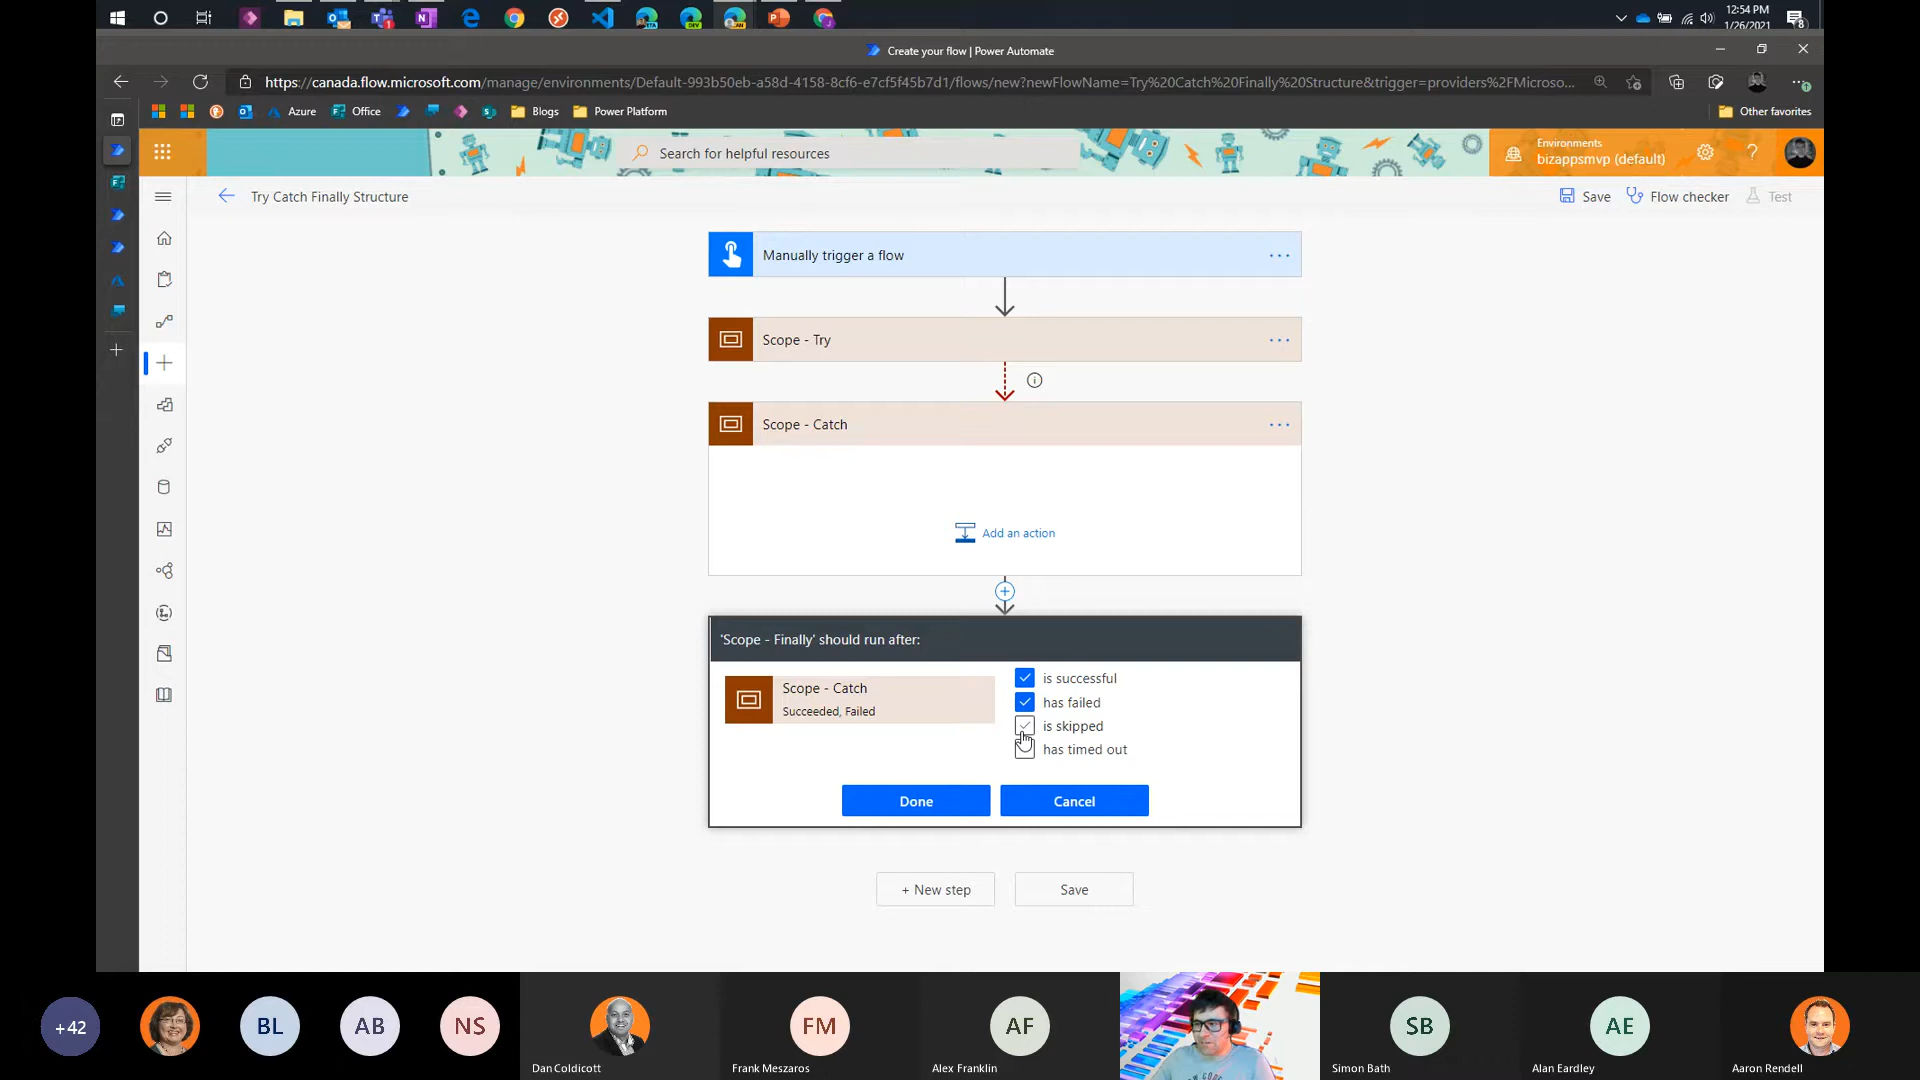 12:54 PM
1/26/2021
8
Create your flow | Power Automate
https://canada.flow.microsoft.com/manage/environments/Default-993b50eb-a58d-4158-8cf6-e7cf5f45b7d1/flows/new?newFlowName=Try%20Catch%20Finally%20Structure&trigger=providers%2FMicroso...
Azure
Office
Blogs
Power Platform
Other favorites
Search for helpful resources
Environments
bizappsmvp (default)
Try Catch Finally Structure
Save
Flow checker
Test
Manually trigger a flow
Scope - Try
Scope - Catch
Add an action
'Scope - Finally' should run after:
Scope - Catch
Succeeded, Failed
is successful
has failed
is skipped
has timed out
Done
Cancel
+ New step
Save
+42
BL
AB
NS
Dan Coldicott
FM
Frank Meszaros
AF
Alex Franklin
SB
Simon Bath
AE
Alan Eardley
Aaron Rendell